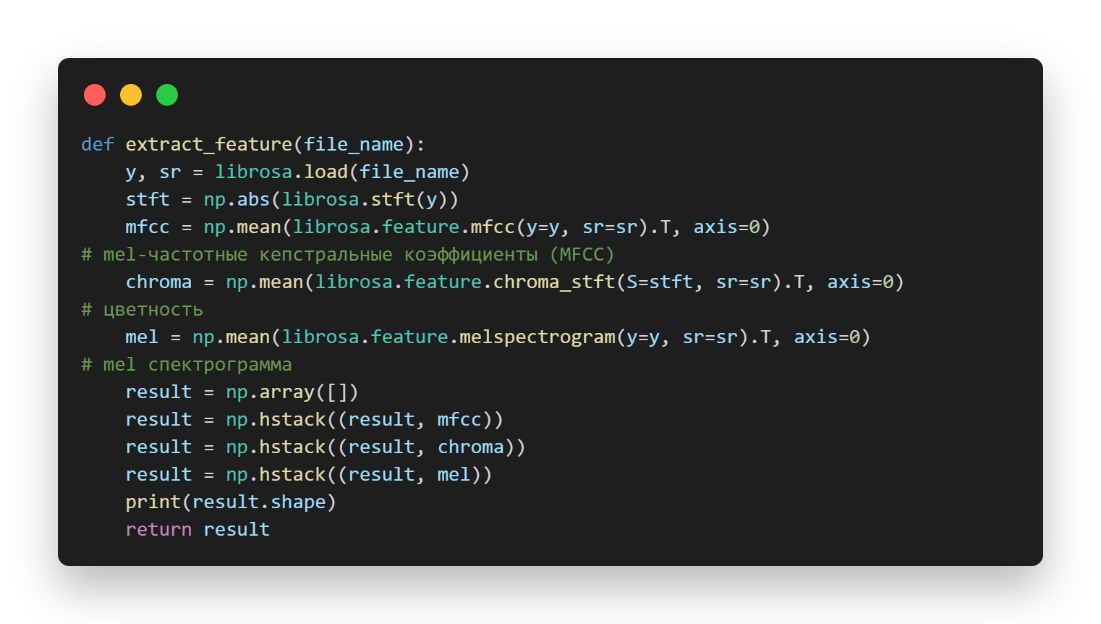 def extract_feature(file_name):
    y, sr = librosa.load(file_name)
    stft = np.abs(librosa.stft(y))
    mfcc = np.mean(librosa.feature.mfcc(y=y, sr=sr).T, axis=0)
# mel-частотные кепстральные коэффициенты (MFCC)
    chroma = np.mean(librosa.feature.chroma_stft(S=stft, sr=sr).T, axis=0)
# цветность
    mel = np.mean(librosa.feature.melspectrogram(y=y, sr=sr).T, axis=0)
# mel спектрограмма
    result = np.array([])
    result = np.hstack((result, mfcc))
    result = np.hstack((result, chroma))
    result = np.hstack((result, mel))
    print(result.shape)
    return result